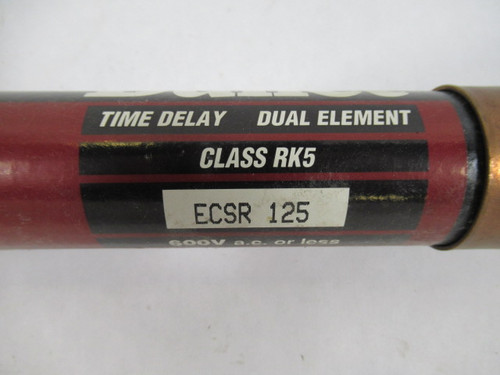 TIME DELAY DUAL ELEMENT
CLASS RK5
ECSR 125
600V a.c. or less